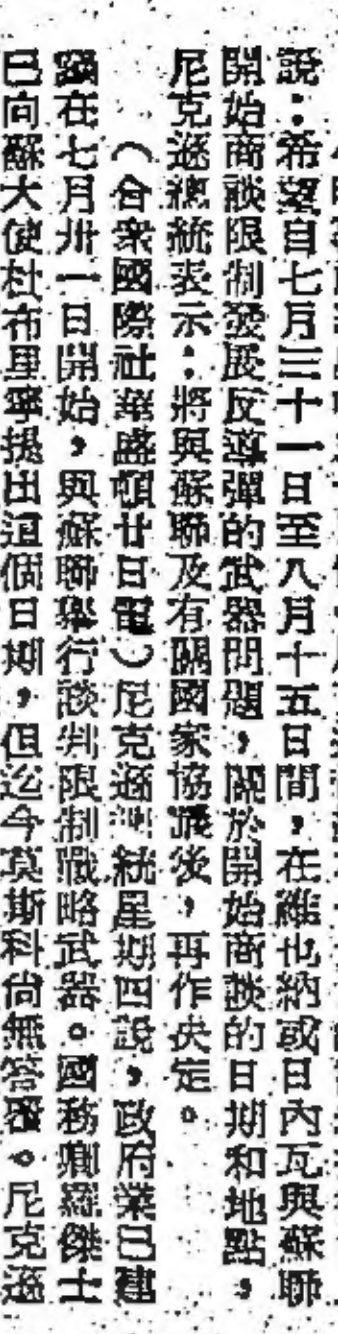 說：希望自七月三十一日至八月十五日間，在維也納或日內瓦與蘇聯
開始商談限制發展反導彈的武器問題，關於開始商談的日期和地點，
尼克遜總統表示：將與蘇聯及有關國家協議後，再作決定。
（合衆國際社華盛頓廿日電）尼克遜總統星期四說，政府業已建
議在七月卅一日開始，與蘇聯舉行談判限制戰略武器。國務卿羅傑士
已向蘇大使杜布里寧提出這個日期，但迄今莫斯科尚無答覆。尼克遜